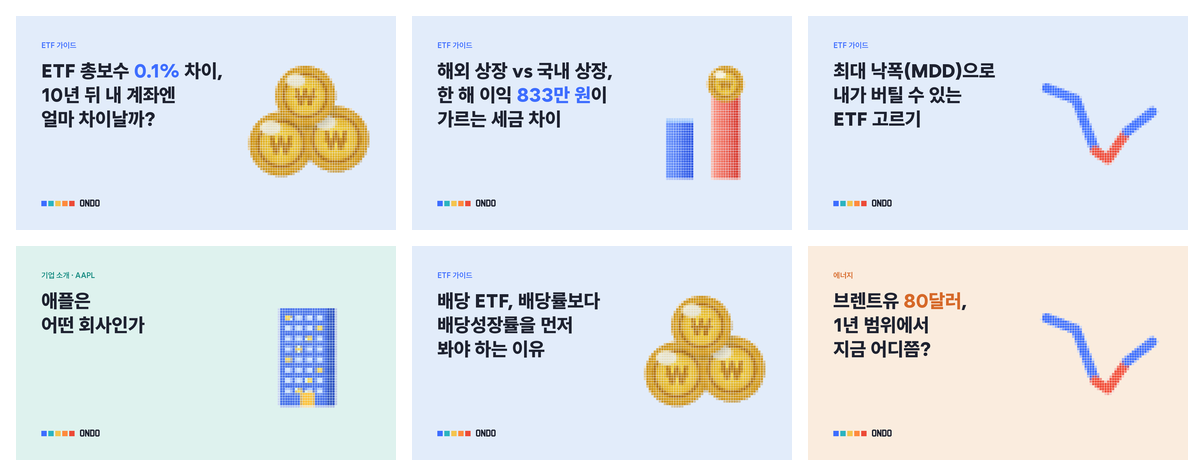 ETF 가이드
ETF 총보수 0.1% 차이,
10년 뒤 내 계좌엔
얼마 차이날까?
W
W
W
ONDO
ETF 가이드
해외 상장 vs 국내 상장,
한 해 이익 833만 원이
가르는 세금 차이
W
ONDO
ETF 가이드
최대 낙폭(MDD)으로
내가 버틸 수 있는
ETF 고르기
ONDO
기업 소개 · AAPL
애플은
어떤 회사인가
ONDO
ETF 가이드
배당 ETF, 배당률보다
배당성장률을 먼저
봐야 하는 이유
W
W
W
ONDO
에너지
브렌트유 80달러,
1년 범위에서
지금 어디쯤?
ONDO